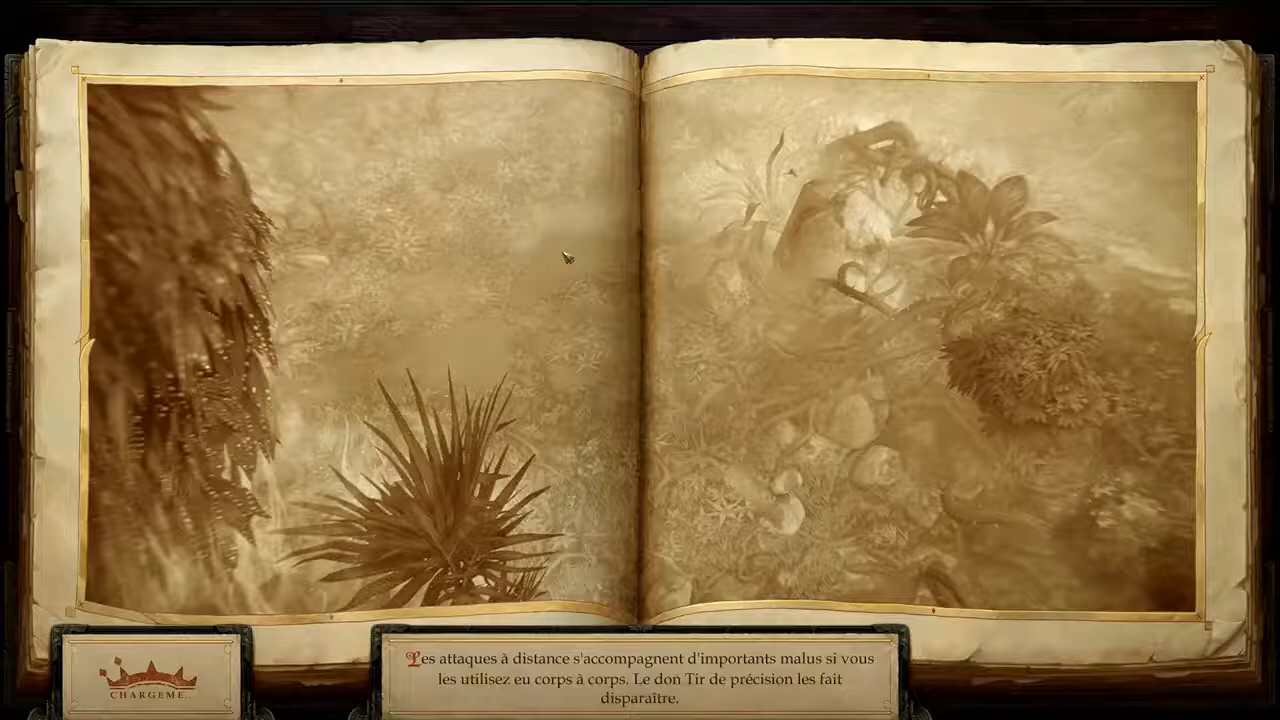 CHARGEME...
Les attaques à distance s'accompagnent d'importants malus si vous
les utilisez eu corps à corps. Le don Tir de précision les fait
disparaître.